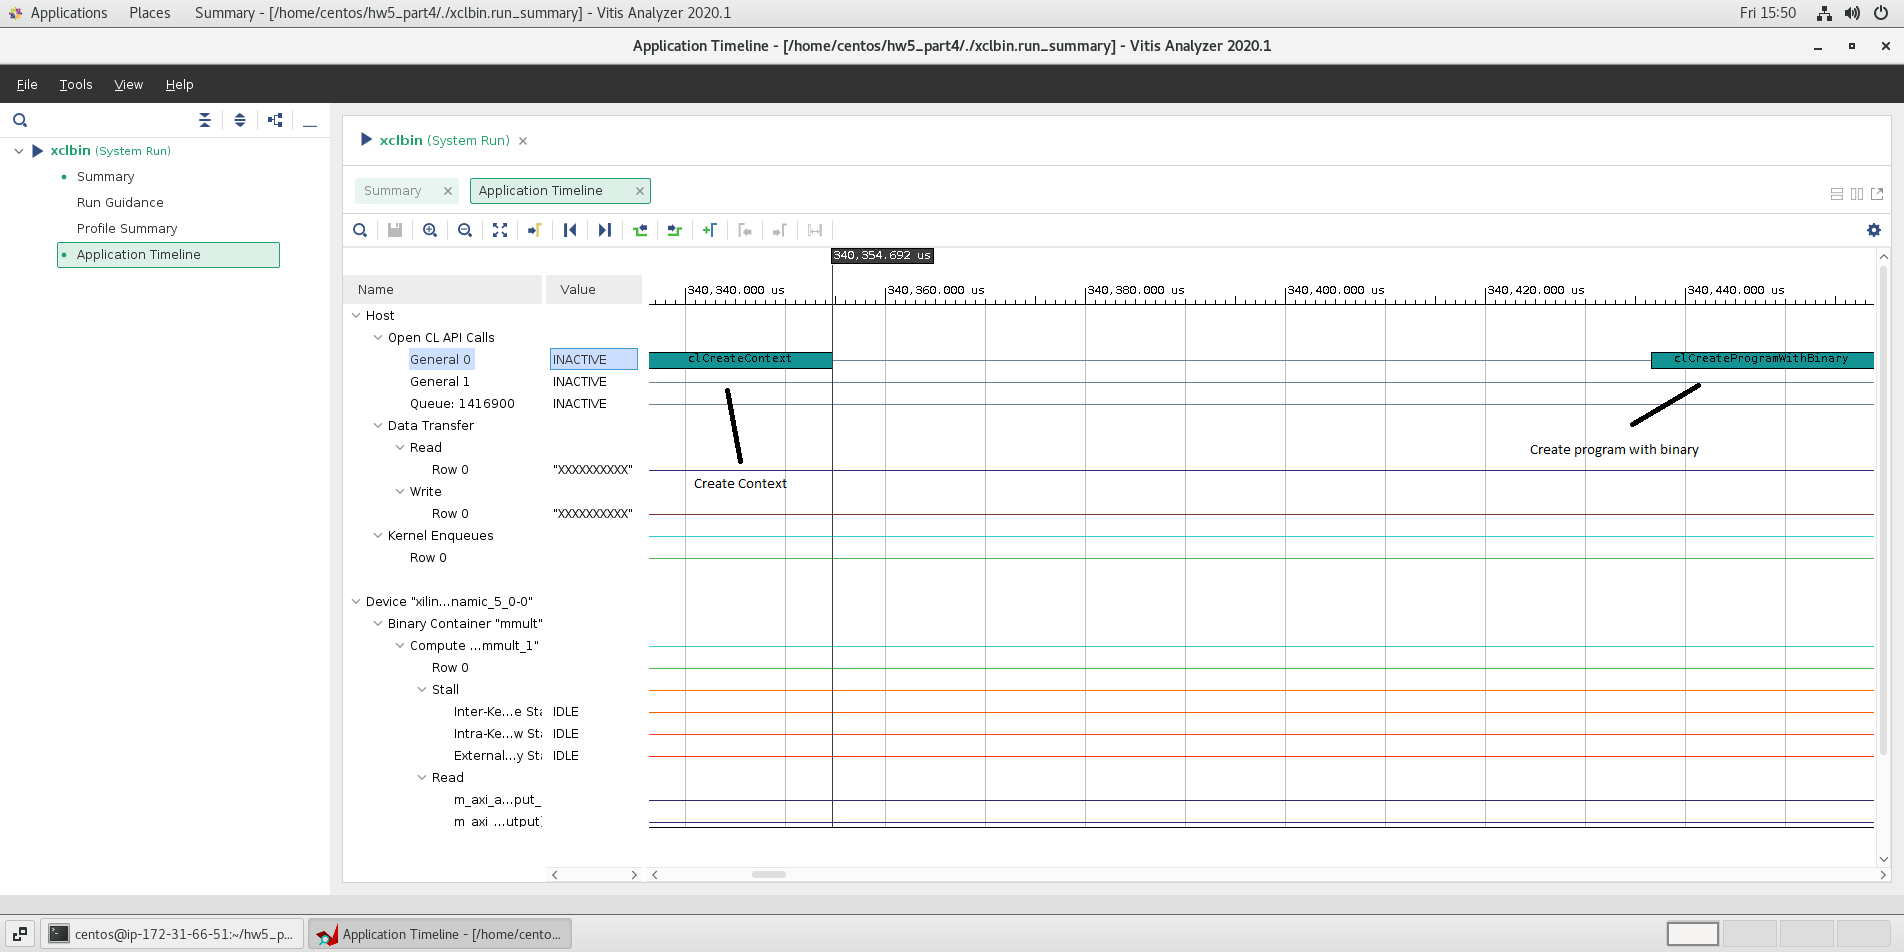 Applications Places Summary - [/home/centos/hw5_part4/./xclbin.run_summary] - Vitis Analyzer 2020.1 Fri 15:50
Application Timeline - [/home/centos/hw5_part4/./xclbin.run_summary] - Vitis Analyzer 2020.1
File Tools View Help
xclbin (System Run)
Summary
Run Guidance
Profile Summary
Application Timeline
xclbin (System Run)
Summary Application Timeline
340,354.692 us
Name Value 340,340.000 us 340,360.000 us 340,380.000 us 340,400.000 us 340,420.000 us 340,440.000 us
Host
Open CL API Calls
General 0 INACTIVE clCreateContext clCreateProgramWithBinary
General 1 INACTIVE
Queue: 1416900 INACTIVE
Data Transfer
Read
Create program with binary
Row 0 "XXXXXXXXXX"
Create Context
Write
Row 0 "XXXXXXXXXX"
Kernel Enqueues
Row 0
Device "xilin...namic_5_0-0"
Binary Container "mmult"
Compute ...mmult_1"
Row 0
Stall
Inter-Ke...e Sta IDLE
Intra-Ke...w Sta IDLE
External...y Sta IDLE
Read
m_axi_a...put_
m_axi_...utput)
centos@ip-172-31-66-51:~/hw5_p... Application Timeline - [/home/cento...